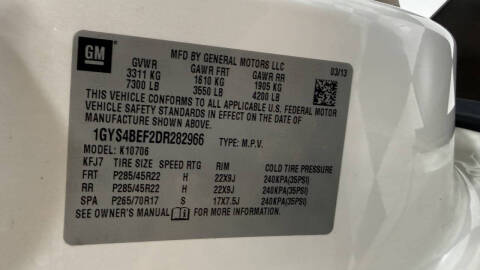 GM
MFD BY GENERAL MOTORS LLC
03/13
GVWR GAWR FRT GAWR RR
3311 KG 1610 KG 1905 KG
7300 LB 3550 LB 4200 LB
THIS VEHICLE CONFORMS TO ALL APPLICABLE U.S. FEDERAL MOTOR
VEHICLE SAFETY STANDARDS IN EFFECT ON THE DATE OF
MANUFACTURE SHOWN ABOVE.
1GYS4BEF2DR282966 TYPE: M.P.V.
MODEL: K10706
KFJ7 TIRE SIZE SPEED RTG RIM COLD TIRE PRESSURE
FRT P285/45R22 H 22X9J 240KPA(35PSI)
RR P285/45R22 H 22X9J 240KPA(35PSI)
SPA P265/70R17 S 17X7.5J 240KPA(35PSI)
SEE OWNER'S MANUAL FOR MORE INFORMATION.